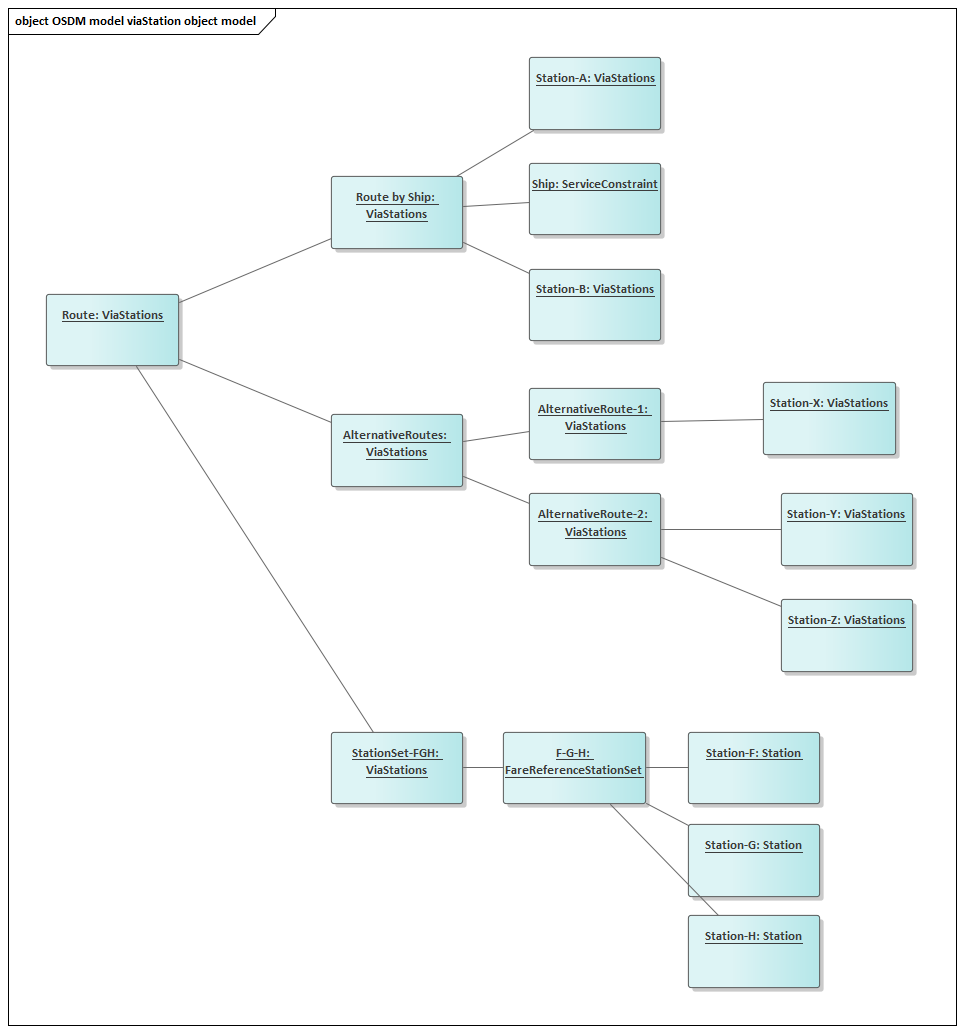 object OSDM model viaStation object model
Station-A: ViaStations
Ship: ServiceConstraint
Route by Ship:
ViaStations
Station-B: ViaStations
Route: ViaStations
AlternativeRoutes:
ViaStations
AlternativeRoute-1:
ViaStations
Station-X: ViaStations
AlternativeRoute-2:
ViaStations
Station-Y: ViaStations
Station-Z: ViaStations
StationSet-FGH:
ViaStations
F-G-H:
FareReferenceStationSet
Station-F: Station
Station-G: Station
Station-H: Station